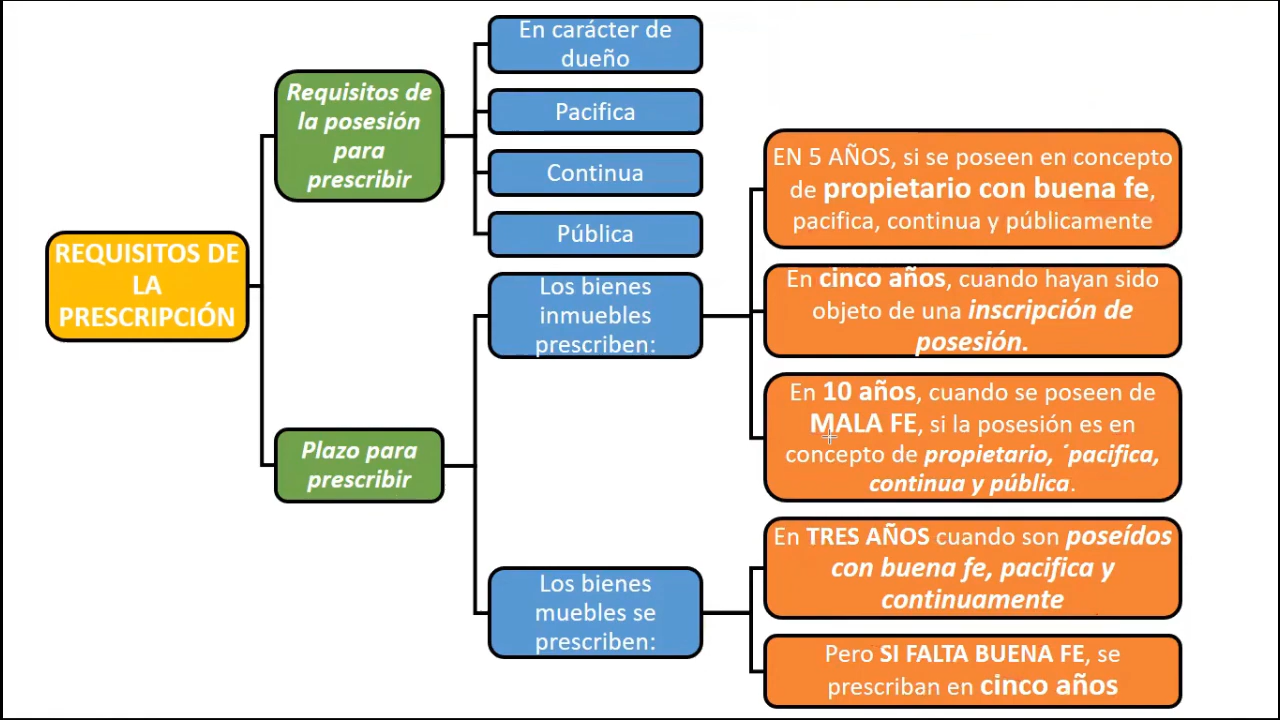 REQUISITOS DE
LA
PRESCRIPCIÓN
Requisitos de
la posesión
para
prescribir
En carácter de
dueño
Pacifica
Continua
Pública
Plazo para
prescribir
Los bienes
inmuebles
prescriben:
EN 5 AÑOS, si se poseen en concepto
de propietario con buena fe,
pacifica, continua y públicamente
En cinco años, cuando hayan sido
objeto de una inscripción de
posesión.
En 10 años, cuando se poseen de
MALA FE, si la posesión es en
concepto de propietario, ´pacifica,
continua y pública.
Los bienes
muebles se
prescriben:
En TRES AÑOS cuando son poseídos
con buena fe, pacifica y
continuamente
Pero SI FALTA BUENA FE, se
prescriban en cinco años